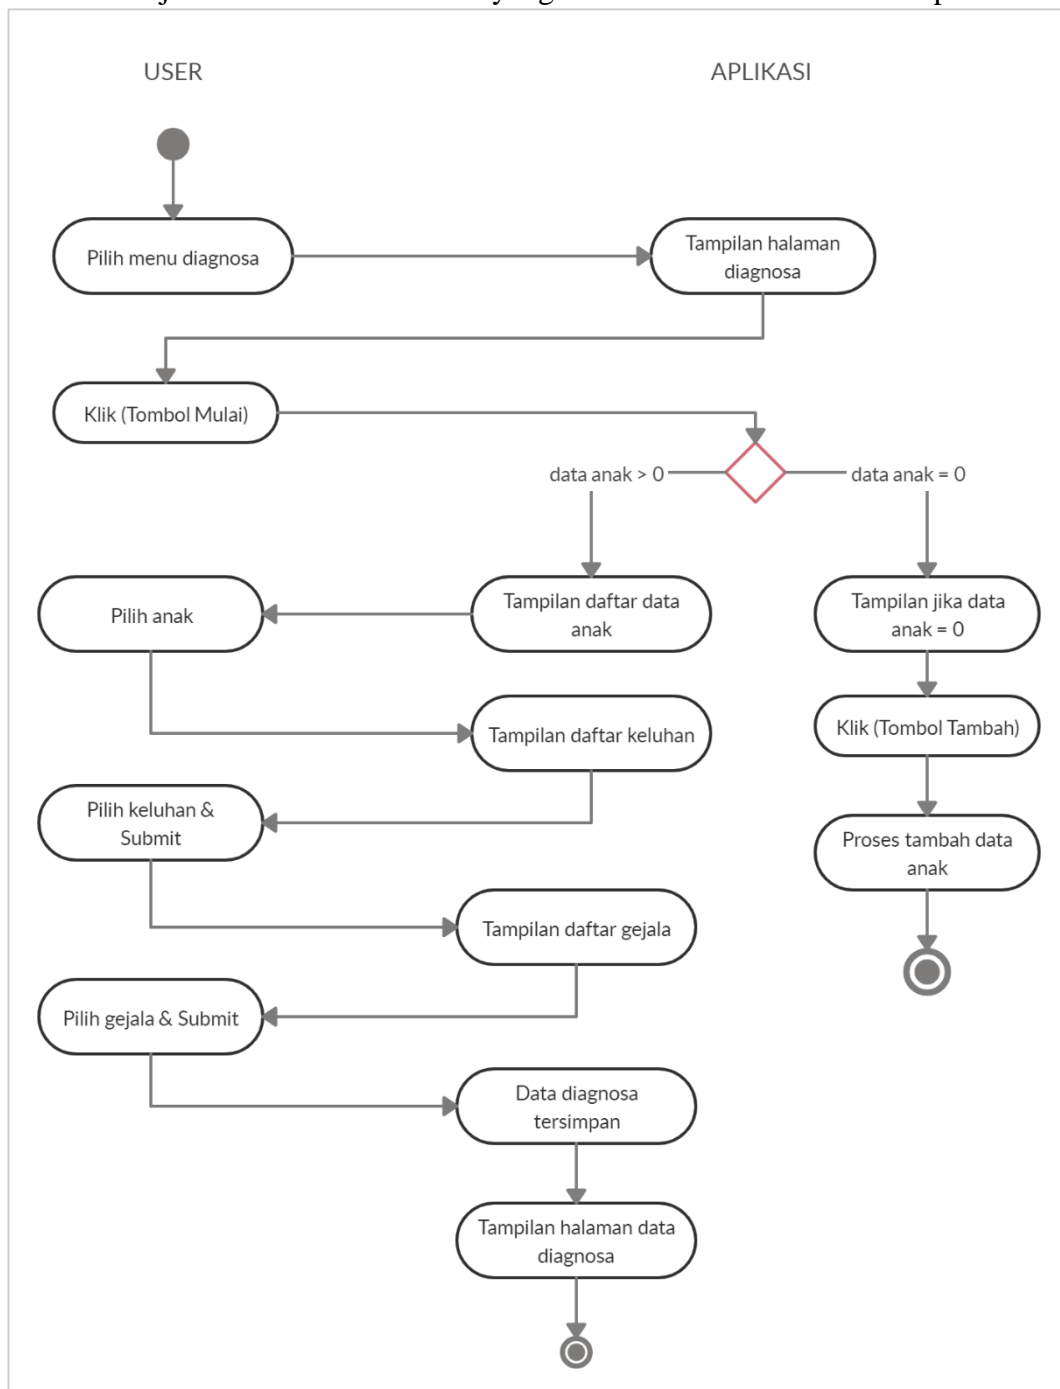 USER
APLIKASI
Pilih menu diagnosa
Tampilan halaman
diagnosa
Klik (Tombol Mulai)
data anak > 0
data anak = 0
Pilih anak
Tampilan daftar data
anak
Tampilan jika data
anak = 0
Tampilan daftar keluhan
Klik (Tombol Tambah)
Pilih keluhan &
Submit
Proses tambah data
anak
Tampilan daftar gejala
Pilih gejala & Submit
Data diagnosa
tersimpan
Tampilan halaman data
diagnosa